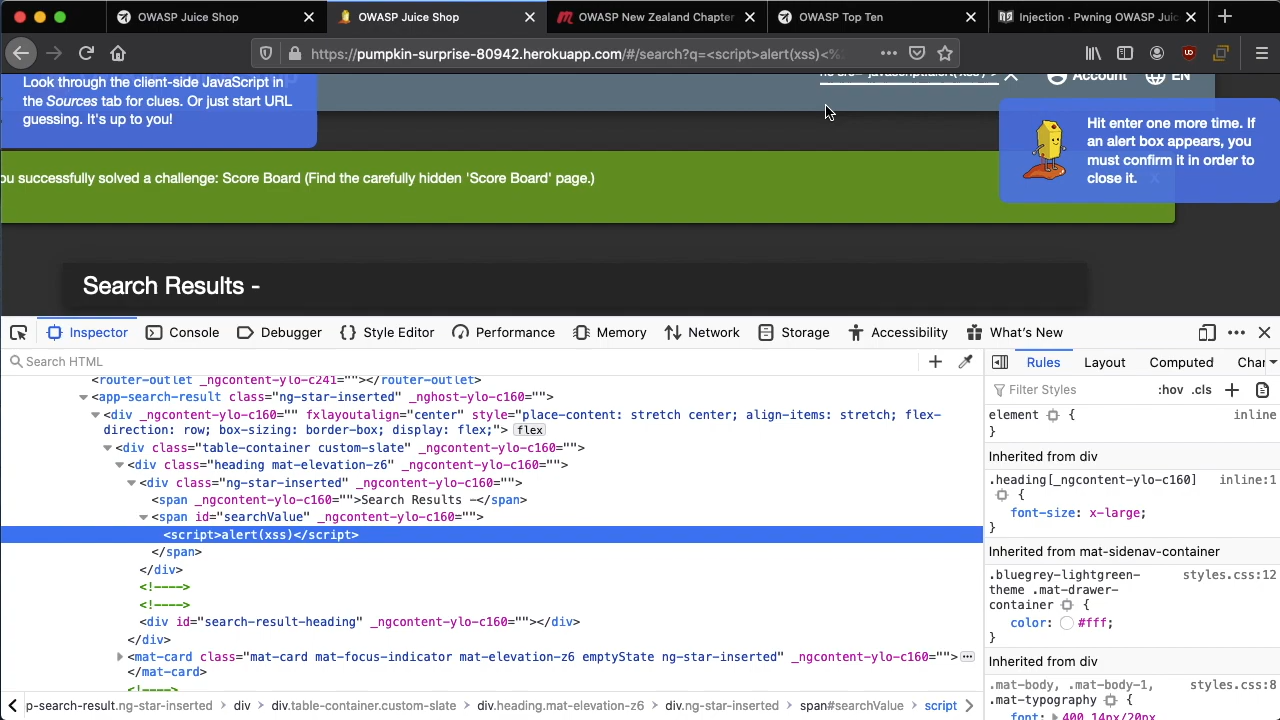 OWASP Juice Shop
OWASP Juice Shop
OWASP New Zealand Chapter
OWASP Top Ten
Injection · Pwning OWASP Juic
https://pumpkin-surprise-80942.herokuapp.com/#/search?q=<script>alert(xss)<%
Account
EN
Look through the client-side JavaScript in
the Sources tab for clues. Or just start URL
guessing. It's up to you!
Hit enter one more time. If
an alert box appears, you
must confirm it in order to
close it.
ou successfully solved a challenge: Score Board (Find the carefully hidden 'Score Board' page.)
X
Search Results -
Inspector
Console
Debugger
Style Editor
Performance
Memory
Network
Storage
Accessibility
What's New
Search HTML
Rules
Layout
Computed
Chan
<router-outlet _ngcontent-ylo-c241=""></router-outlet>
<app-search-result class="ng-star-inserted" _nghost-ylo-c160="">
<div _ngcontent-ylo-c160="" fxlayoutalign="center" style="place-content: stretch center; align-items: stretch; flex-
direction: row; box-sizing: border-box; display: flex;"> flex
<div class="table-container custom-slate" _ngcontent-ylo-c160="">
<div class="heading mat-elevation-z6" _ngcontent-ylo-c160="">
<div class="ng-star-inserted" _ngcontent-ylo-c160="">
<span _ngcontent-ylo-c160="">Search Results -</span>
<span id="searchValue" _ngcontent-ylo-c160="">
<script>alert(xss)</script>
</span>
</div>
<!---->
<!---->
<div id="search-result-heading" _ngcontent-ylo-c160=""></div>
</div>
<mat-card class="mat-card mat-focus-indicator mat-elevation-z6 emptyState ng-star-inserted" _ngcontent-ylo-c160="">
</mat-card>
<!---->
Filter Styles
:hov
.cls
element {
inline
}
Inherited from div
.heading[_ngcontent-ylo-c160]
inline:1
{
font-size: x-large;
}
Inherited from mat-sidenav-container
.bluegrey-lightgreen-
styles.css:12
theme .mat-drawer-
container {
color: #fff;
}
Inherited from div
.mat-body, .mat-body-1,
styles.css:8
.mat-typography {
font: 400 14px/20px
p-search-result.ng-star-inserted
div
div.table-container.custom-slate
div.heading.mat-elevation-z6
div.ng-star-inserted
span#searchValue
script